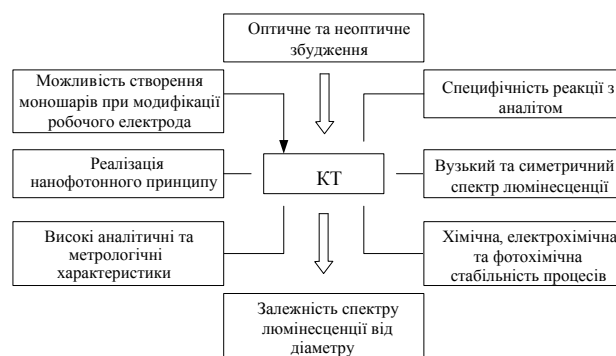 Оптичне та неоптичне
збудження
Можливість створення
моношарів при модифікації
робочого електрода
Специфічність реакції з
аналітом
Реалізація
нанофотонного принципу
КТ
Вузький та симетричний
спектр люмінесценції
Високі аналітичні та
метрологічні
характеристики
Хімічна, електрохімічна
та фотохімічна
стабільність процесів
Залежність спектру
люмінесценції від
діаметру